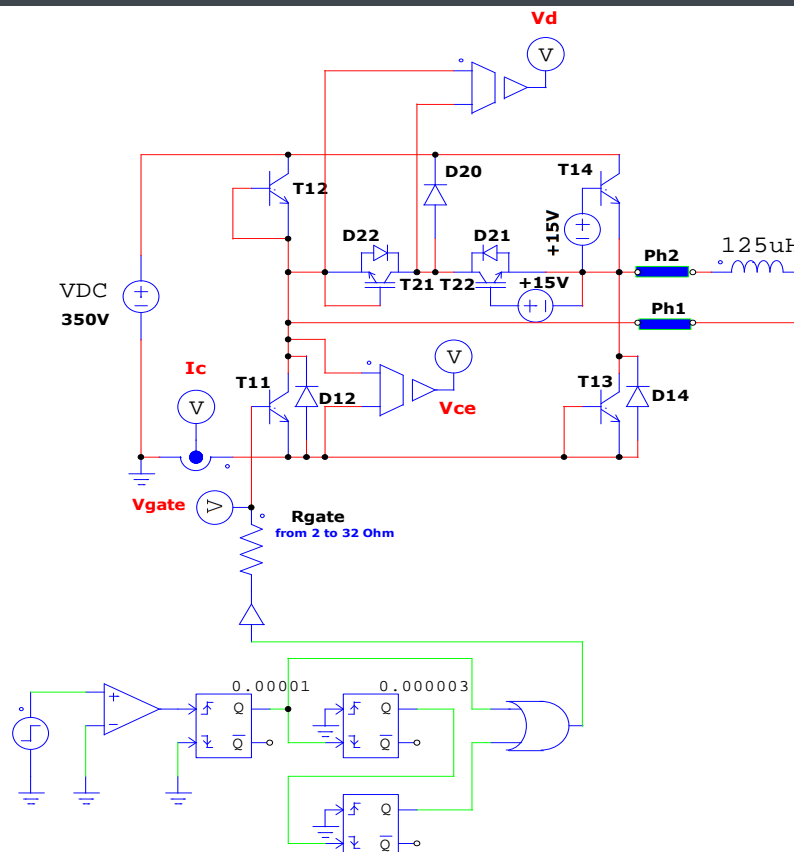 Vd
V
D20
T14
T12
+15V
D22
D21
Ph2
125uH
T21
T22
+15V
VDC
350V
Ph1
Ic
V
V
T11
D12
Vce
T13
D14
Vgate
V
Rgate
from 2 to 32 Ohm
0.00001
0.000003
Q
Q
Q
Q
Q
Q